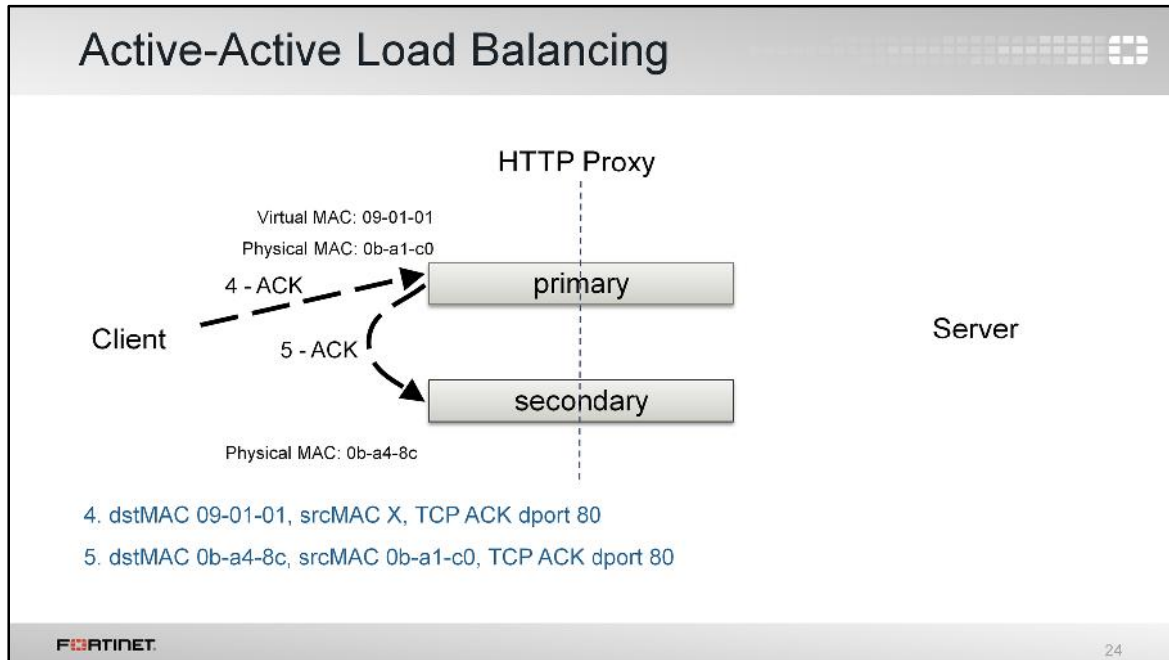 Active-Active Load Balancing
HTTP Proxy
Virtual MAC: 09-01-01
Physical MAC: 0b-a1-c0
4 - ACK
primary
Client
Server
5 - ACK
secondary
Physical MAC: 0b-a4-8c
4. dstMAC 09-01-01, srcMAC X, TCP ACK dport 80
5. dstMAC 0b-a4-8c, srcMAC 0b-a1-c0, TCP ACK dport 80
FORTINET.
24